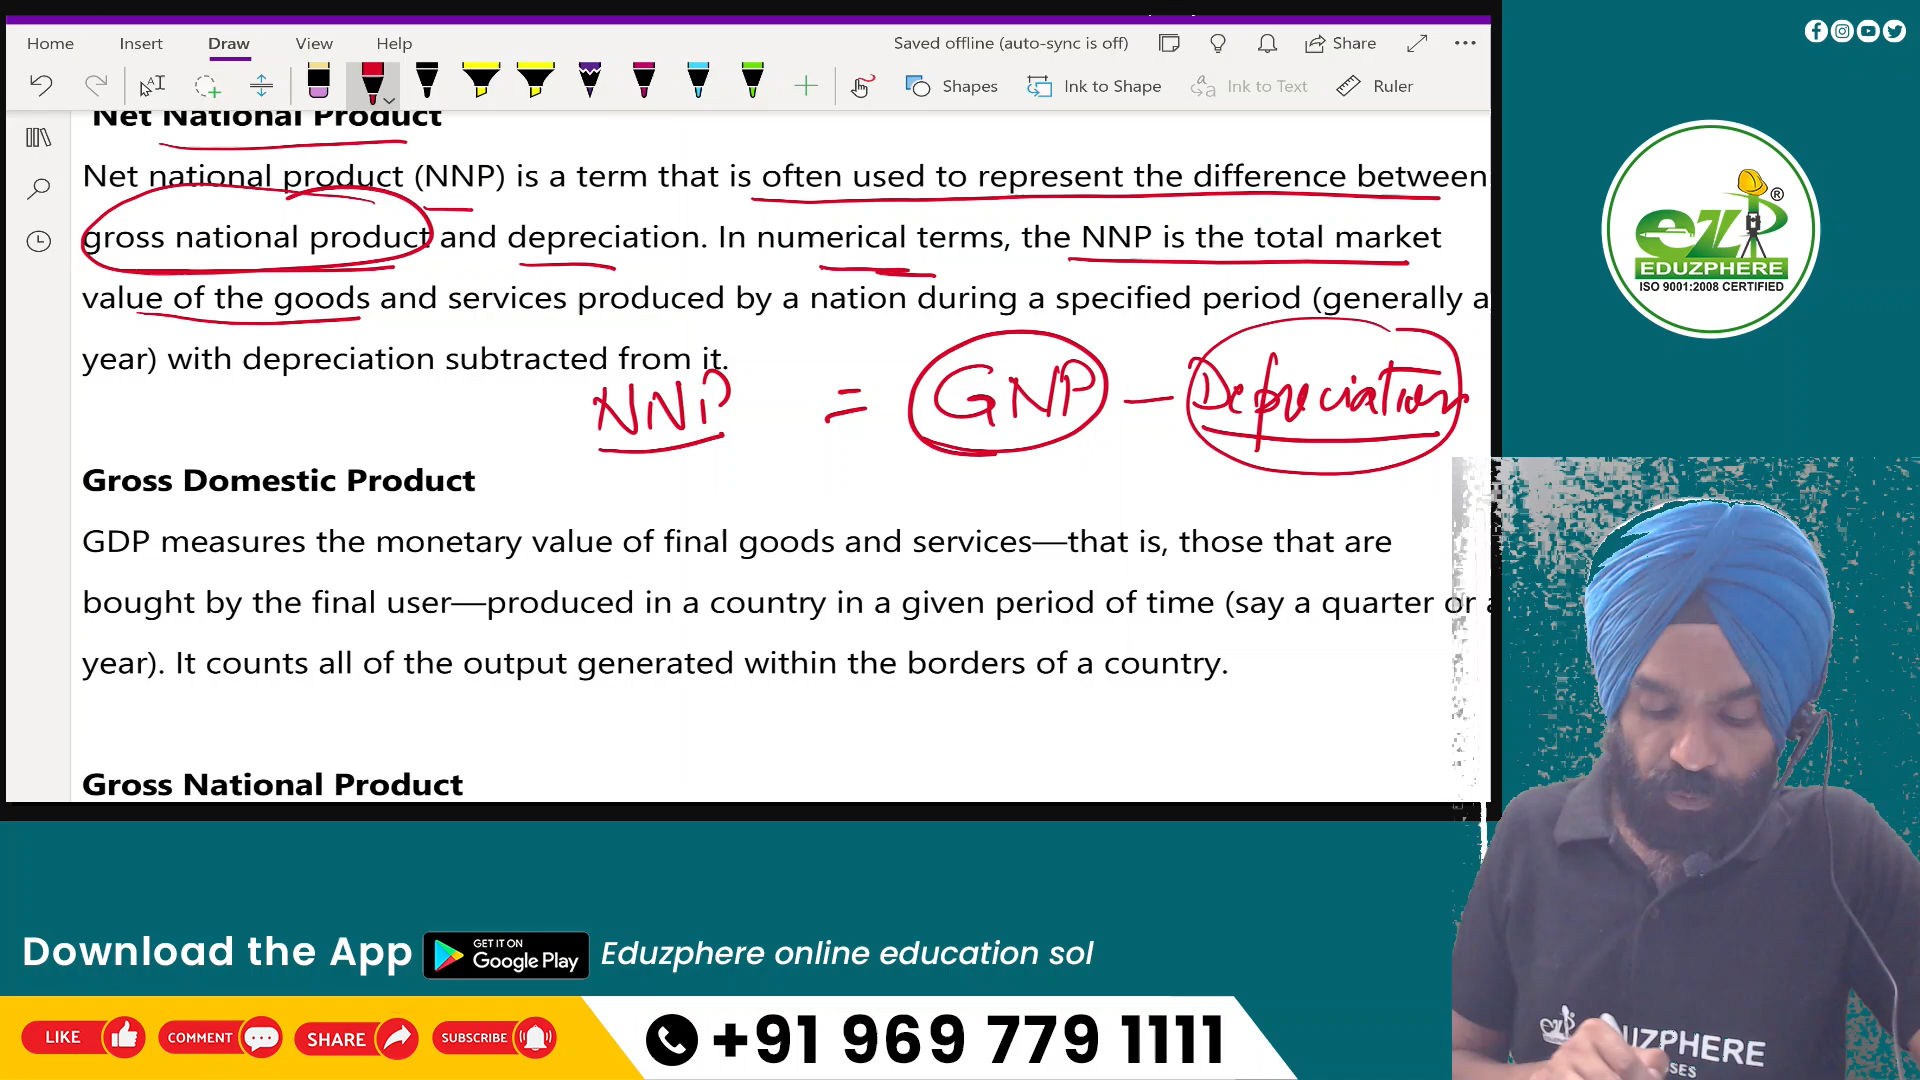 Home Insert Draw View Help Saved offline (auto-sync is off) Share
Shapes Ink to Shape Ink to Text Ruler
Net National Product
Net national product (NNP) is a term that is often used to represent the difference between
gross national product and depreciation. In numerical terms, the NNP is the total market
value of the goods and services produced by a nation during a specified period (generally a
year) with depreciation subtracted from it.
NNP = GNP - Depreciation
Gross Domestic Product
GDP measures the monetary value of final goods and services—that is, those that are
bought by the final user—produced in a country in a given period of time (say a quarter or a
year). It counts all of the output generated within the borders of a country.
Gross National Product
ezp ®
EDUZPHERE
ISO 9001:2008 CERTIFIED
Download the App GET IT ON Google Play Eduzphere online education sol
LIKE COMMENT SHARE SUBSCRIBE +91 969 779 1111